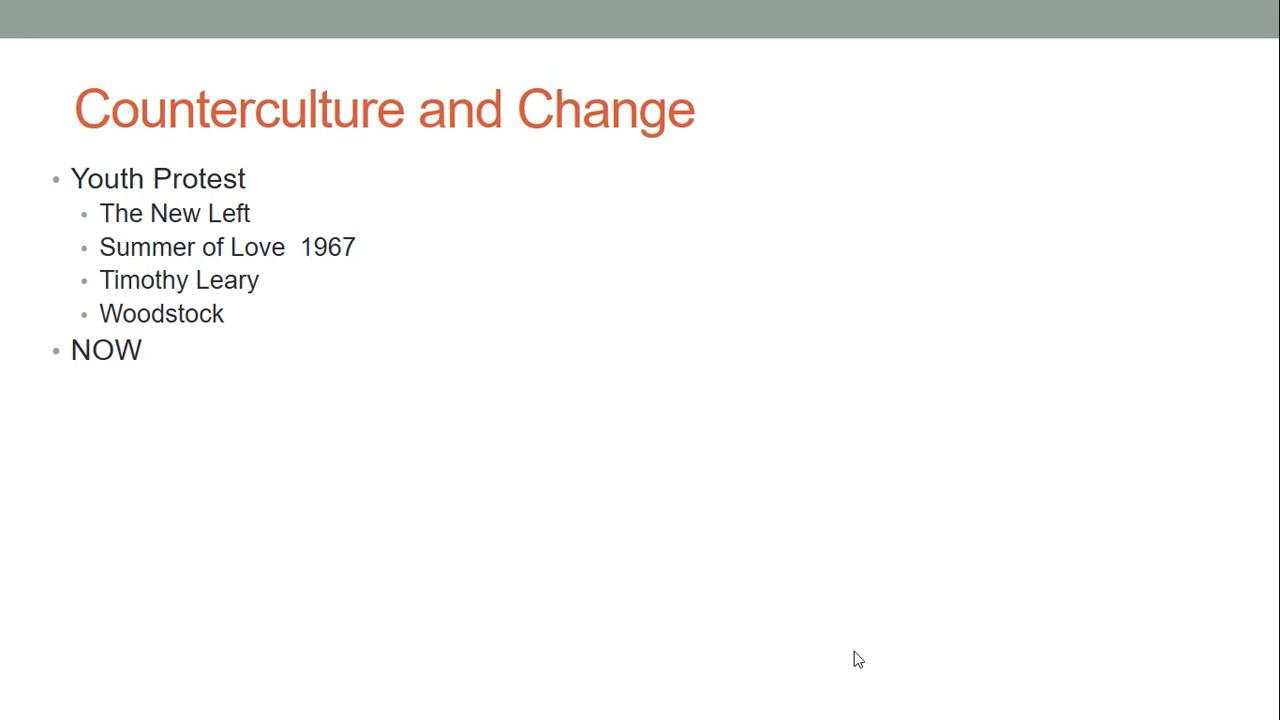 Counterculture and Change
• Youth Protest
• The New Left
• Summer of Love  1967
• Timothy Leary
• Woodstock
• NOW